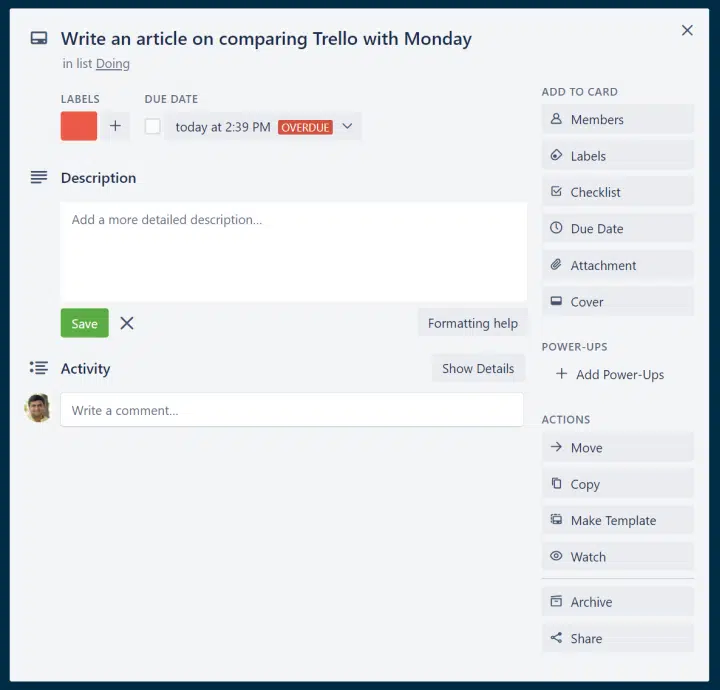 Write an article on comparing Trello with Monday
in list Doing
LABELS
DUE DATE
today at 2:39 PM OVERDUE
Description
Add a more detailed description...
Save
Formatting help
Activity
Show Details
Write a comment...
ADD TO CARD
Members
Labels
Checklist
Due Date
Attachment
Cover
POWER-UPS
Add Power-Ups
ACTIONS
Move
Copy
Make Template
Watch
Archive
Share